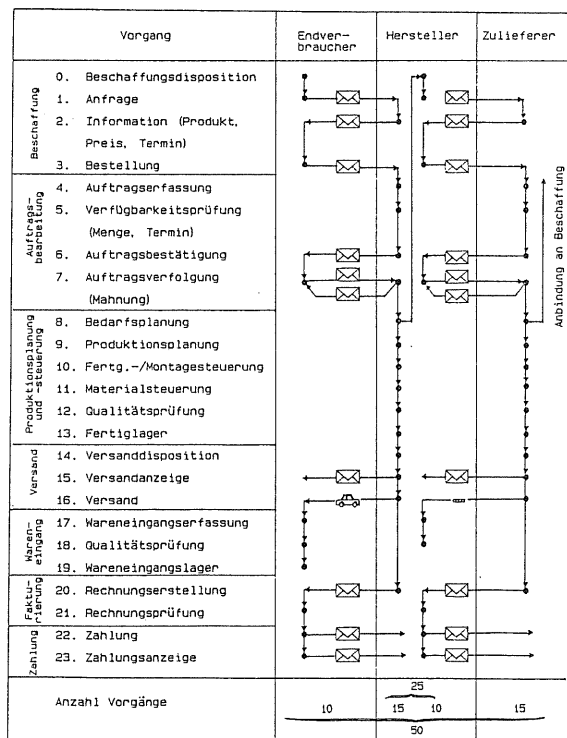 Vorgang
Endver-
braucher
Hersteller
Zulieferer
Beschaffung
0. Beschaffungsdisposition
1. Anfrage
2. Information (Produkt,
Preis, Termin)
3. Bestellung
Auftrags-
bearbeitung
4. Auftragserfassung
5. Verfügbarkeitsprüfung
(Menge, Termin)
6. Auftragsbestätigung
7. Auftragsverfolgung
(Mahnung)
Produktionsplanung
und -steuerung
8. Bedarfsplanung
9. Produktionsplanung
10. Fertg.-/Montagesteuerung
11. Materialsteuerung
12. Qualitätsprüfung
13. Fertiglager
Versand
14. Versanddisposition
15. Versandanzeige
16. Versand
Waren-
eingang
17. Wareneingangserfassung
18. Qualitätsprüfung
19. Wareneingangslager
Faktu-
rierung
20. Rechnungserstellung
21. Rechnungsprüfung
Zahlung
22. Zahlung
23. Zahlungsanzeige
Anbindung an Beschaffung
Anzahl Vorgänge
25
10 15 10 15
50